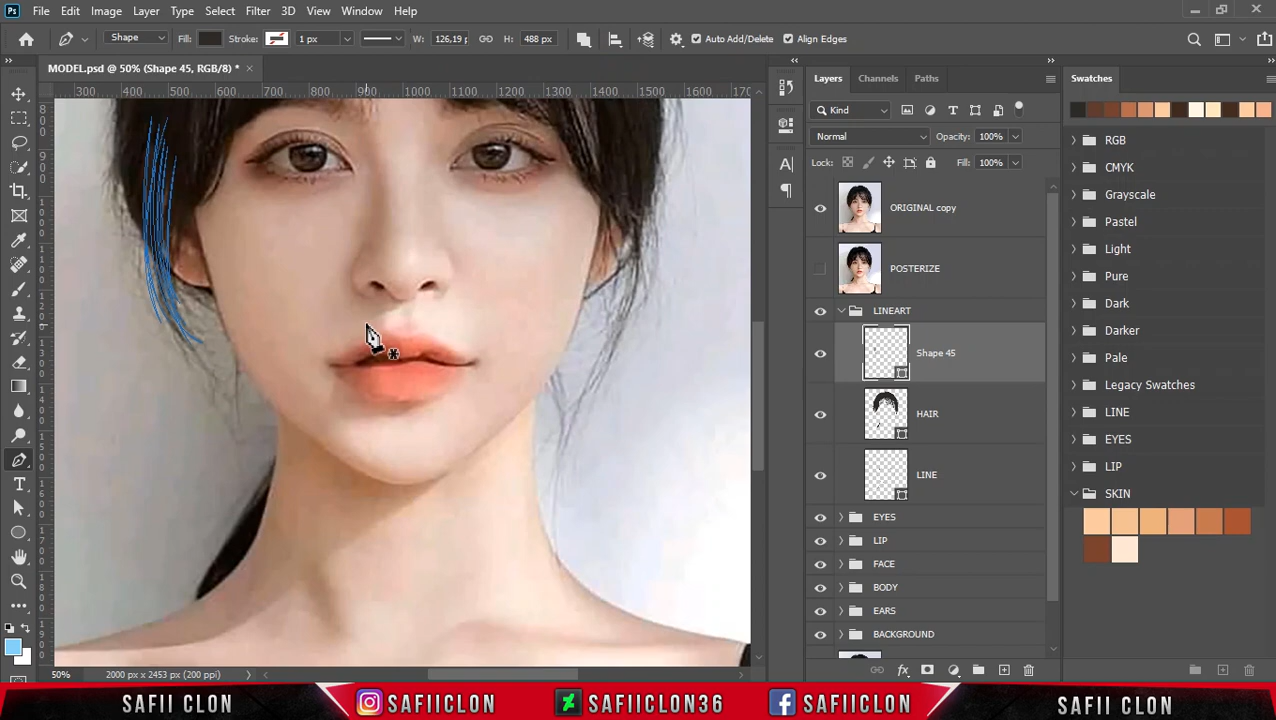 Ps File Edit Image Layer Type Select Filter 3D View Window Help
Shape Fill: Stroke: 1 px W: 126,19 p H: 488 px Auto Add/Delete Align Edges
MODEL.psd @ 50% (Shape 45, RGB/8) *
300 400 500 600 700 800 900 1000 1100 1200 1300 1400 1500 1600 170
Layers Channels Paths
Swatches
Kind
Normal Opacity: 100%
Lock: Fill: 100%
ORIGINAL copy
POSTERIZE
LINEART
Shape 45
HAIR
LINE
EYES
LIP
FACE
BODY
EARS
BACKGROUND
RGB
CMYK
Grayscale
Pastel
Light
Pure
Dark
Darker
Pale
Legacy Swatches
LINE
EYES
LIP
SKIN
50% 2000 px x 2453 px (200 ppi)
SAFII CLON SAFIICLON SAFIICLON36 SAFIICLON SAFII CLON